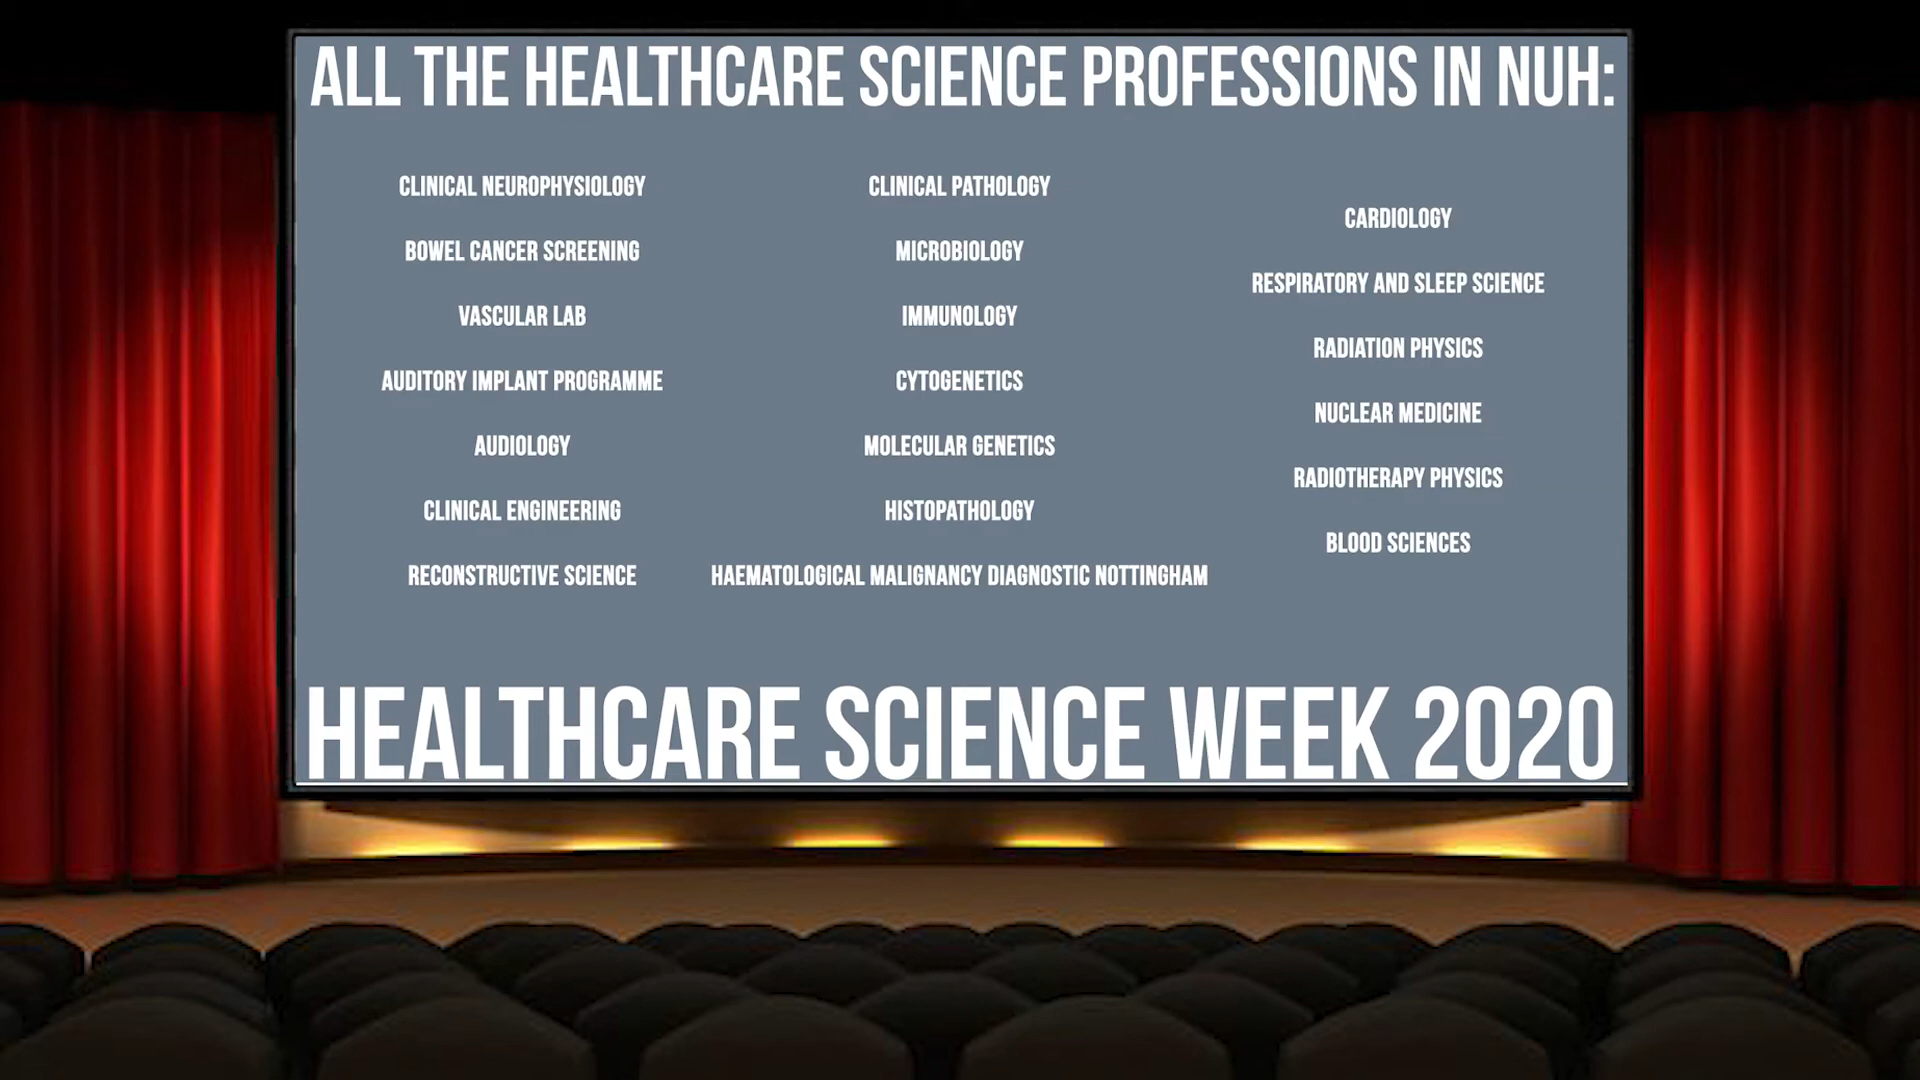 ALL THE HEALTHCARE SCIENCE PROFESSIONS IN NUH:
CLINICAL NEUROPHYSIOLOGY
BOWEL CANCER SCREENING
VASCULAR LAB
AUDITORY IMPLANT PROGRAMME
AUDIOLOGY
CLINICAL ENGINEERING
RECONSTRUCTIVE SCIENCE
CLINICAL PATHOLOGY
MICROBIOLOGY
IMMUNOLOGY
CYTOGENETICS
MOLECULAR GENETICS
HISTOPATHOLOGY
HAEMATOLOGICAL MALIGNANCY DIAGNOSTIC NOTTINGHAM
CARDIOLOGY
RESPIRATORY AND SLEEP SCIENCE
RADIATION PHYSICS
NUCLEAR MEDICINE
RADIOTHERAPY PHYSICS
BLOOD SCIENCES
HEALTHCARE SCIENCE WEEK 2020